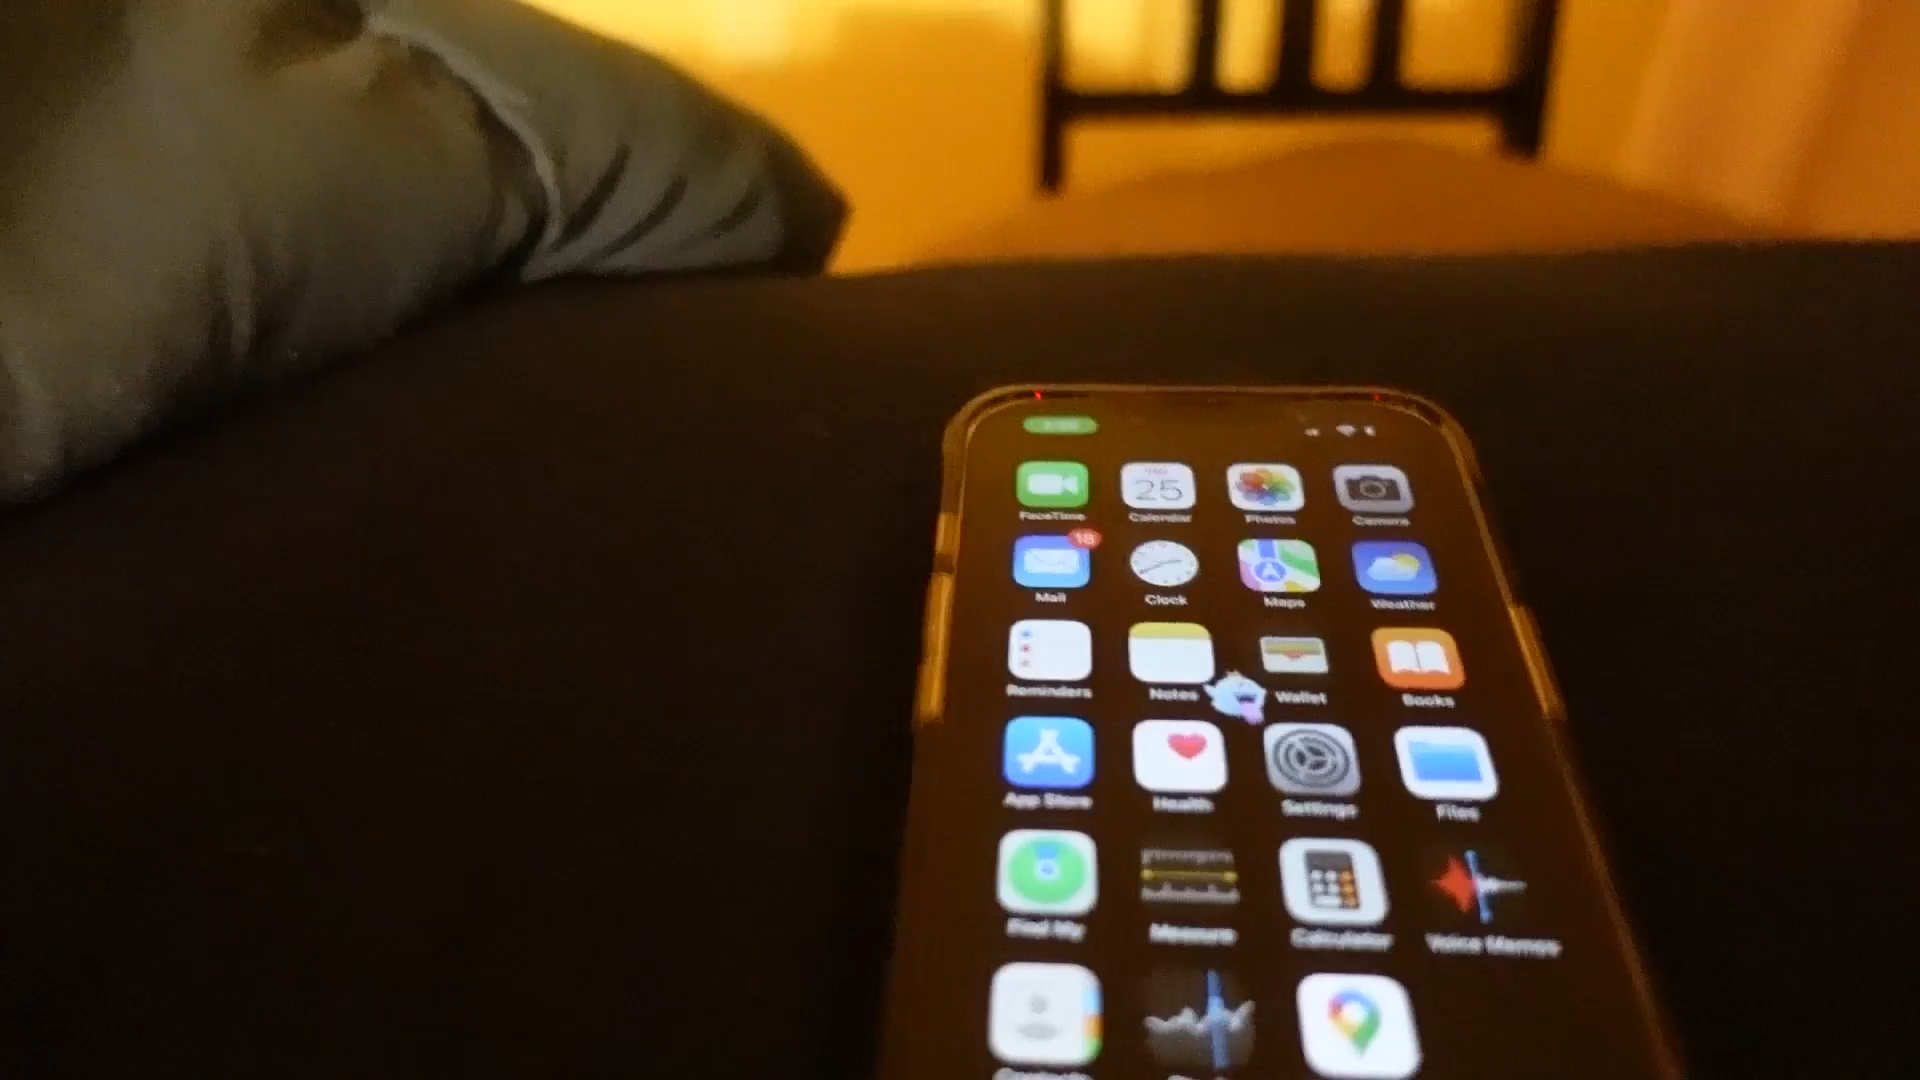 FaceTime Calendar Photos Camera
25
18
Mail Clock Maps Weather
Reminders Notes Wallet Books
App Store Health Settings Files
Find My Measure Calculator Voice Memos
Contacts